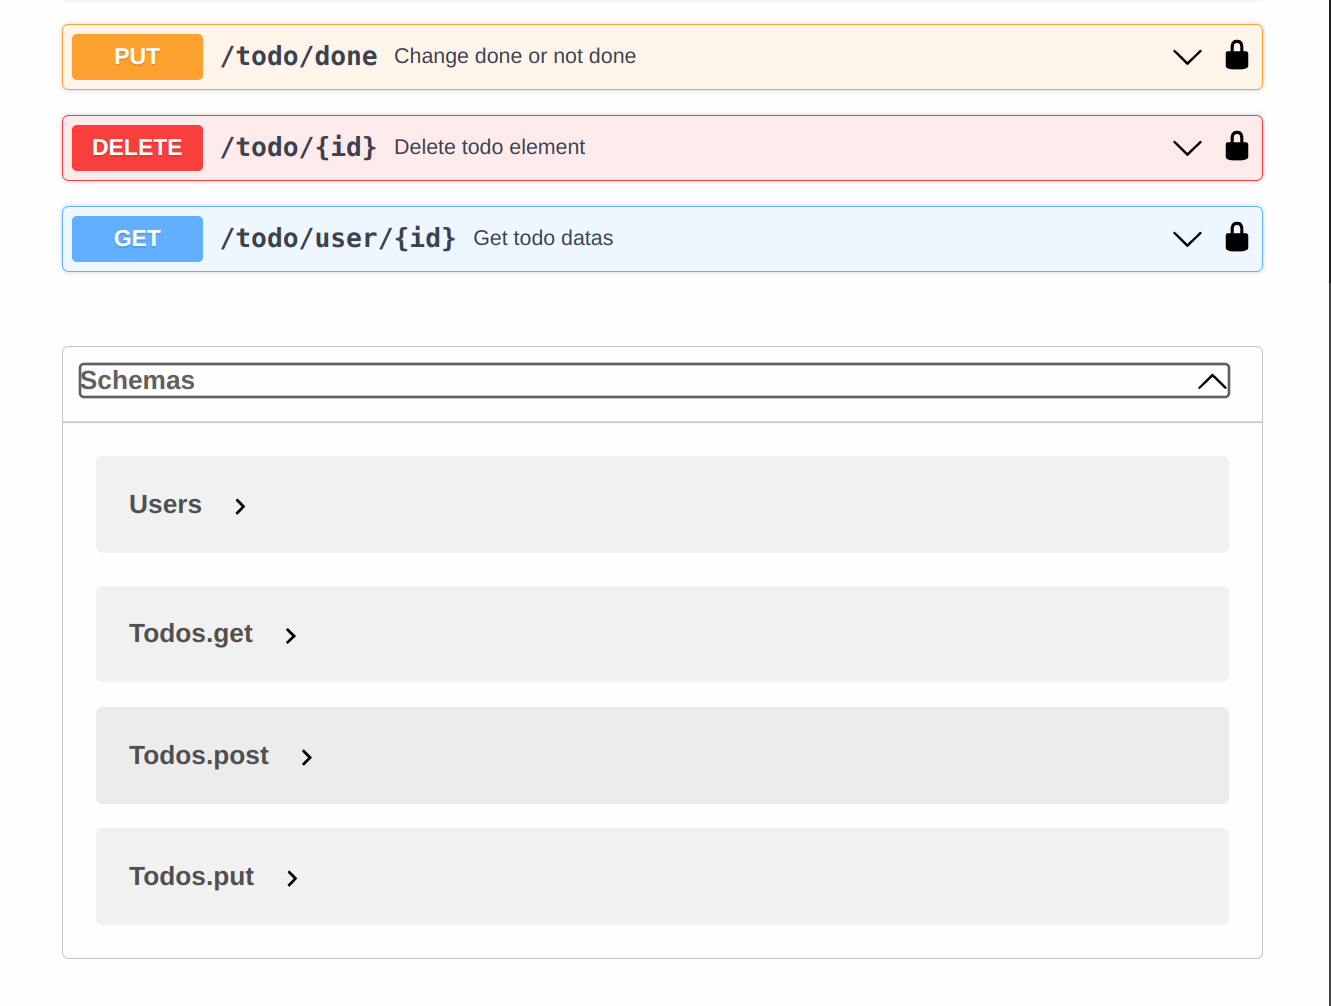 PUT /todo/done Change done or not done
DELETE /todo/{id} Delete todo element
GET /todo/user/{id} Get todo datas
Schemas
Users
Todos.get
Todos.post
Todos.put